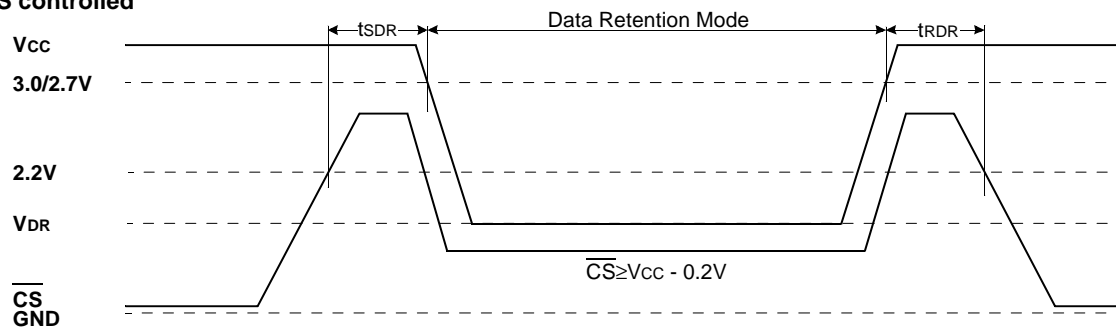 CS controlled
tSDR
Data Retention Mode
tRDR
VCC
3.0/2.7V
2.2V
VDR
CS≥VCC - 0.2V
CS
GND